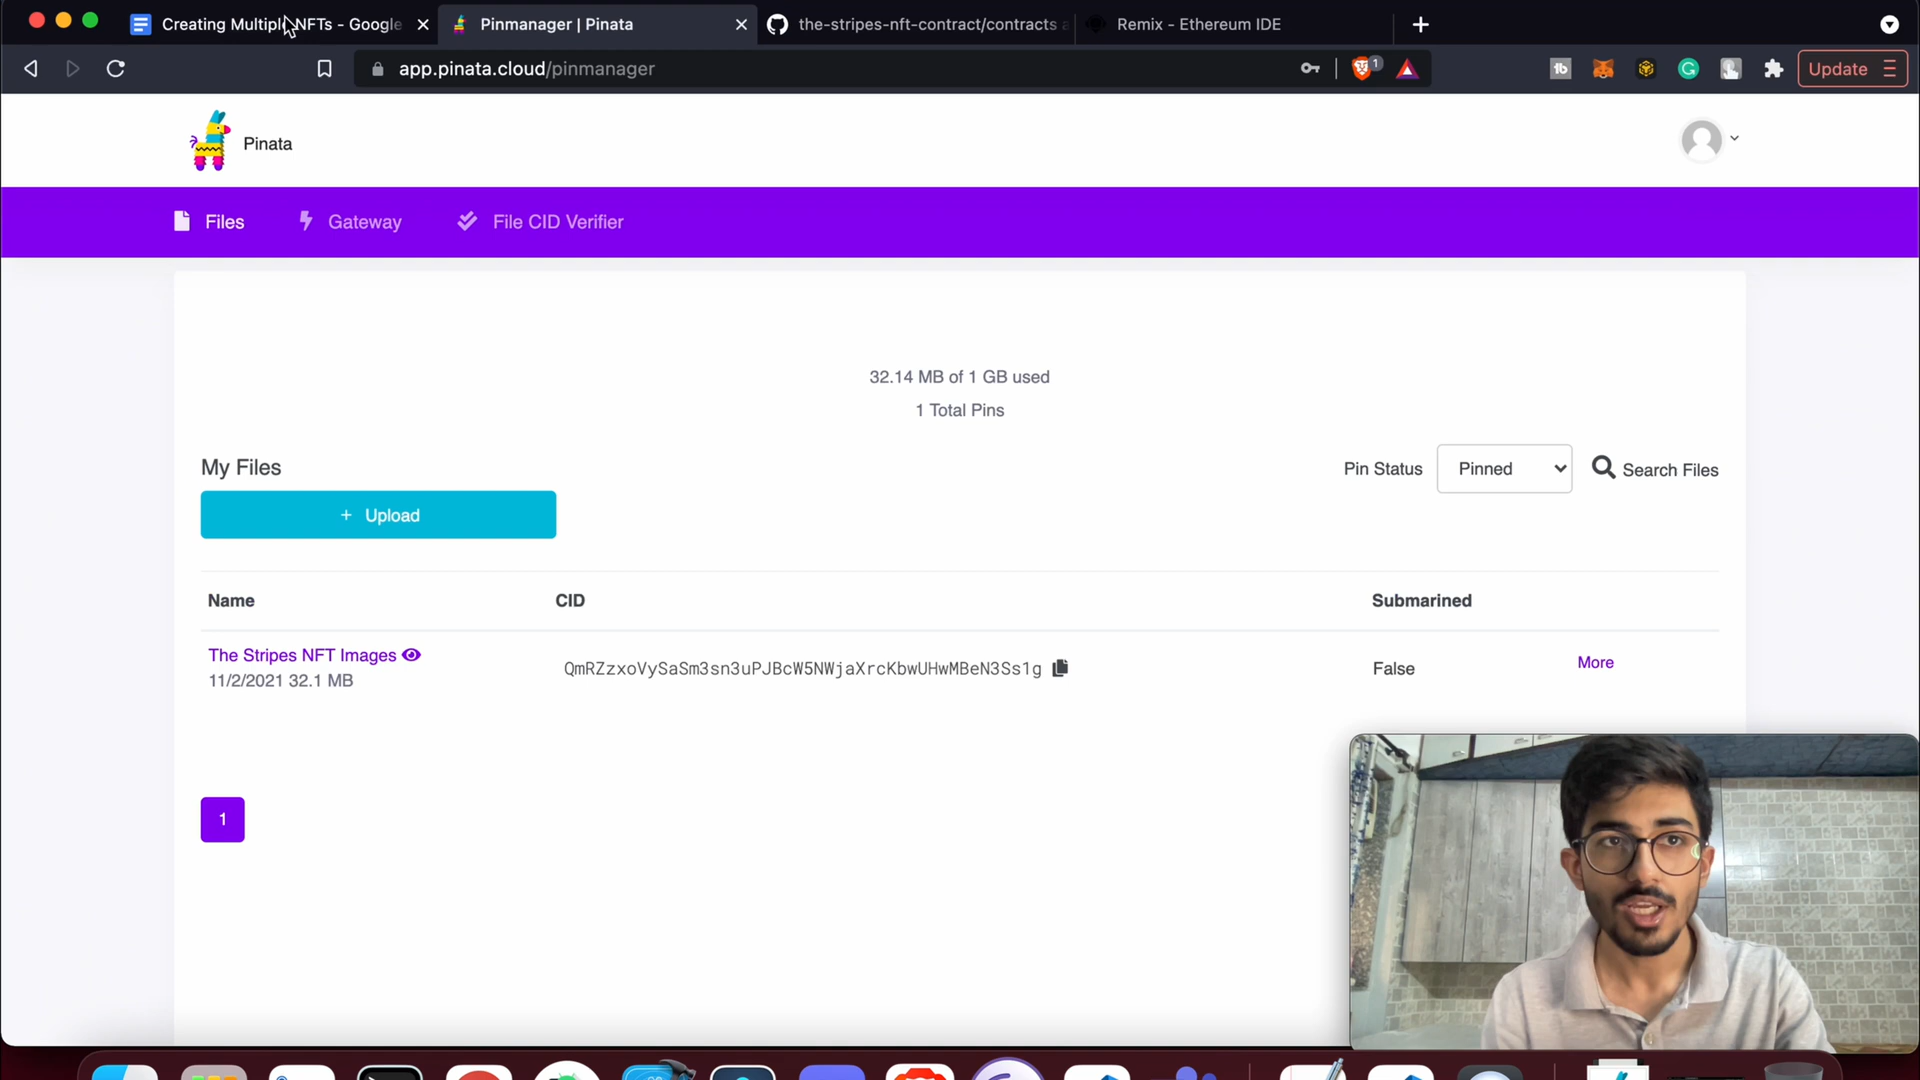 Creating Multiple NFTs - Google
Pinmanager | Pinata
the-stripes-nft-contract/contracts a
Remix - Ethereum IDE
app.pinata.cloud/pinmanager
1
tb
G
Update
Pinata
Files
Gateway
File CID Verifier
32.14 MB of 1 GB used
1 Total Pins
My Files
Pin Status
Pinned
Search Files
+ Upload
Name
CID
Submarined
The Stripes NFT Images
QmRZzxoVySaSm3sn3uPJBcW5NWjaXrcKbwUHwMBeN3Ss1g
False
More
11/2/2021 32.1 MB
1